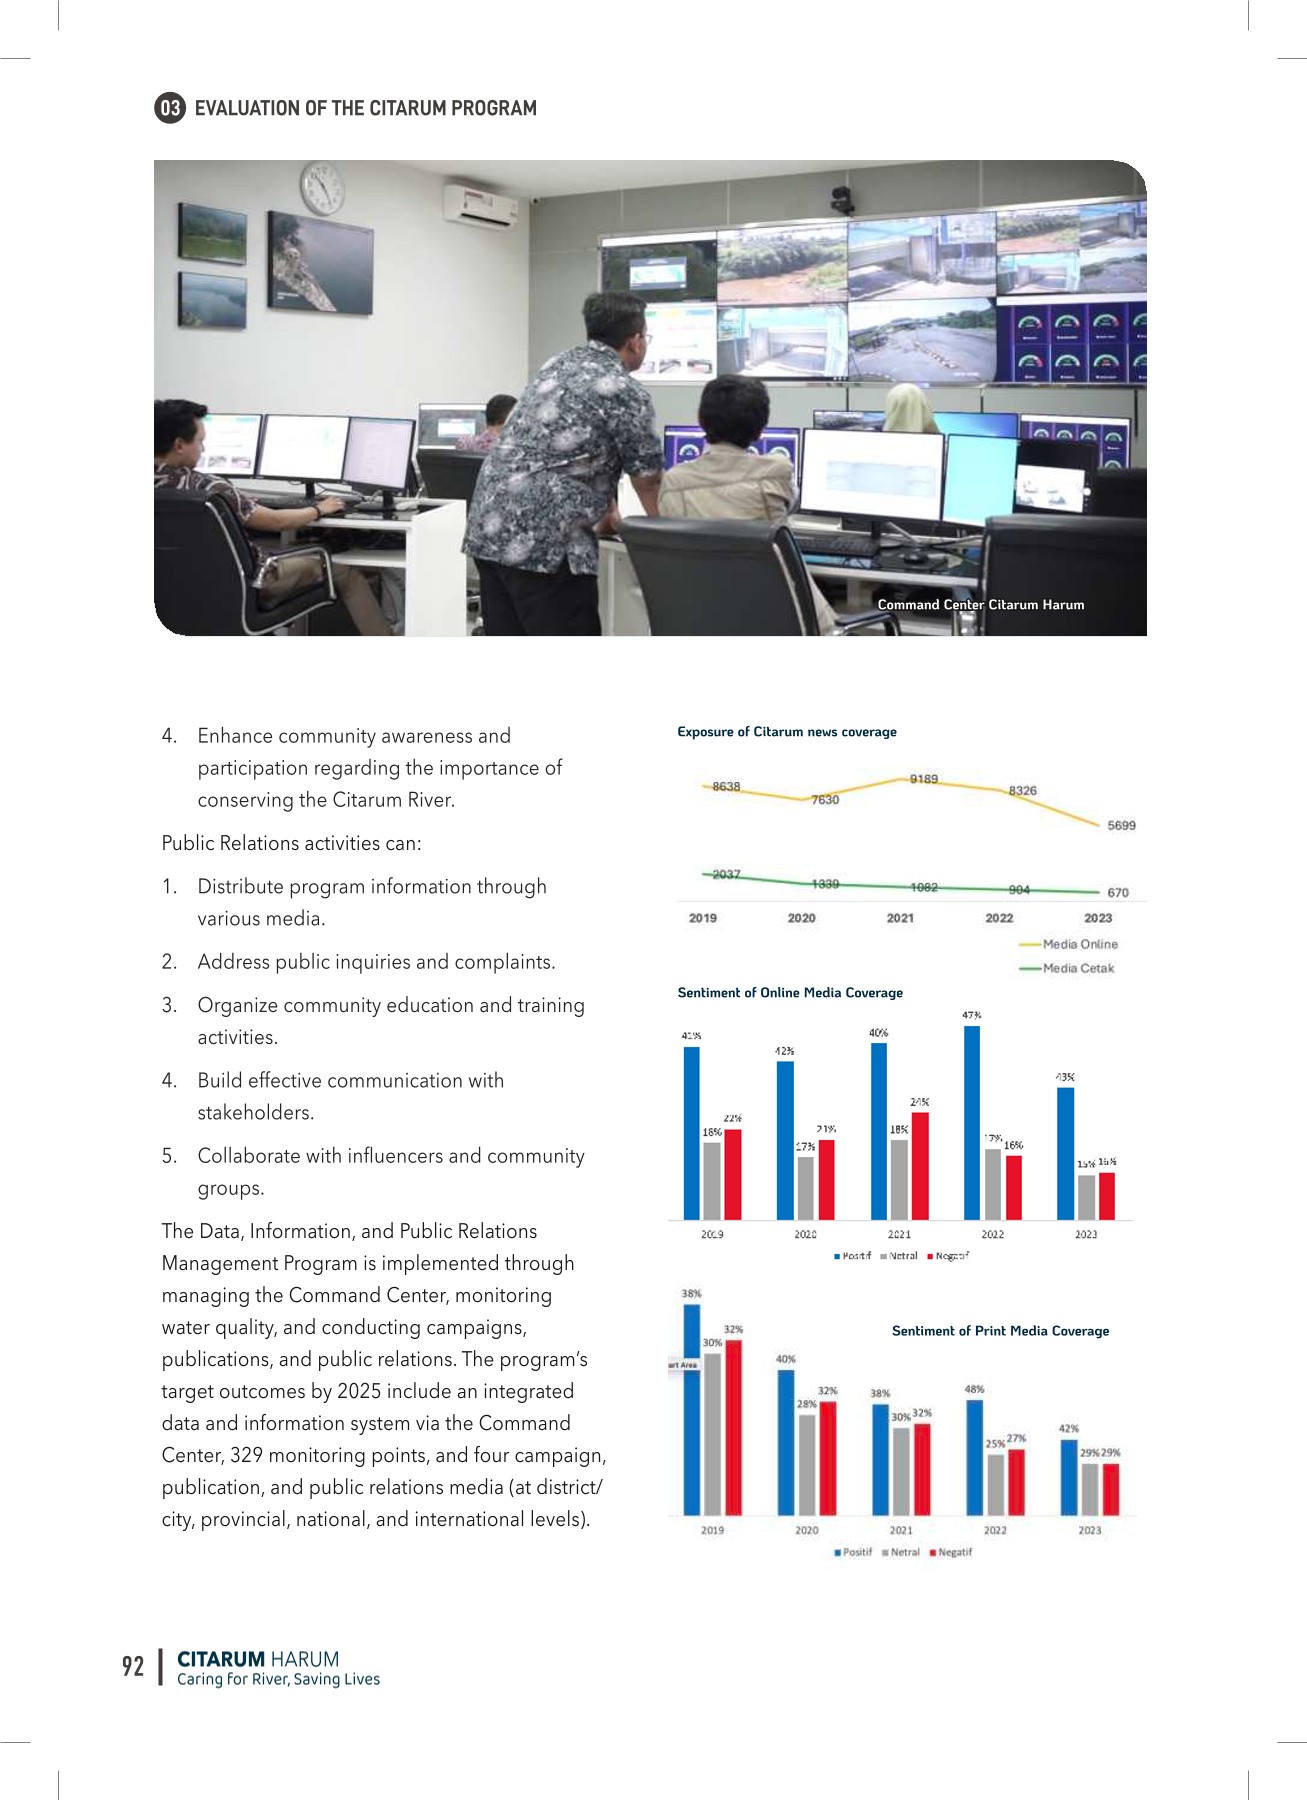 03 EVALUATION OF THE CITARUM PROGRAM
Command Center Citarum Harum
4. Enhance community awareness and
participation regarding the importance of
conserving the Citarum River.
Public Relations activities can:
1. Distribute program information through
various media.
2. Address public inquiries and complaints.
3. Organize community education and training
activities.
4. Build effective communication with
stakeholders.
5. Collaborate with influencers and community
groups.
The Data, Information, and Public Relations
Management Program is implemented through
managing the Command Center, monitoring
water quality, and conducting campaigns,
publications, and public relations. The program’s
target outcomes by 2025 include an integrated
data and information system via the Command
Center, 329 monitoring points, and four campaign,
publication, and public relations media (at district/
city, provincial, national, and international levels).
Exposure of Citarum news coverage
8638 7630 9189 8326 5699
2037 1339 1082 904 670
2019 2020 2021 2022 2023
Media Online
Media Cetak
Sentiment of Online Media Coverage
41% 42% 40% 47% 43%
18% 17% 18% 17% 15%
22% 21% 24% 16%
2019 2020 2021 2022 2023
Positif Netral Negatif
Sentiment of Print Media Coverage
38% 40% 38% 48% 42%
30% 28% 30% 25% 29%
32% 32% 32% 27% 29%
art Area
2019 2020 2021 2022 2023
Positif Netral Negatif
92
CITARUM HARUM
Caring for River, Saving Lives